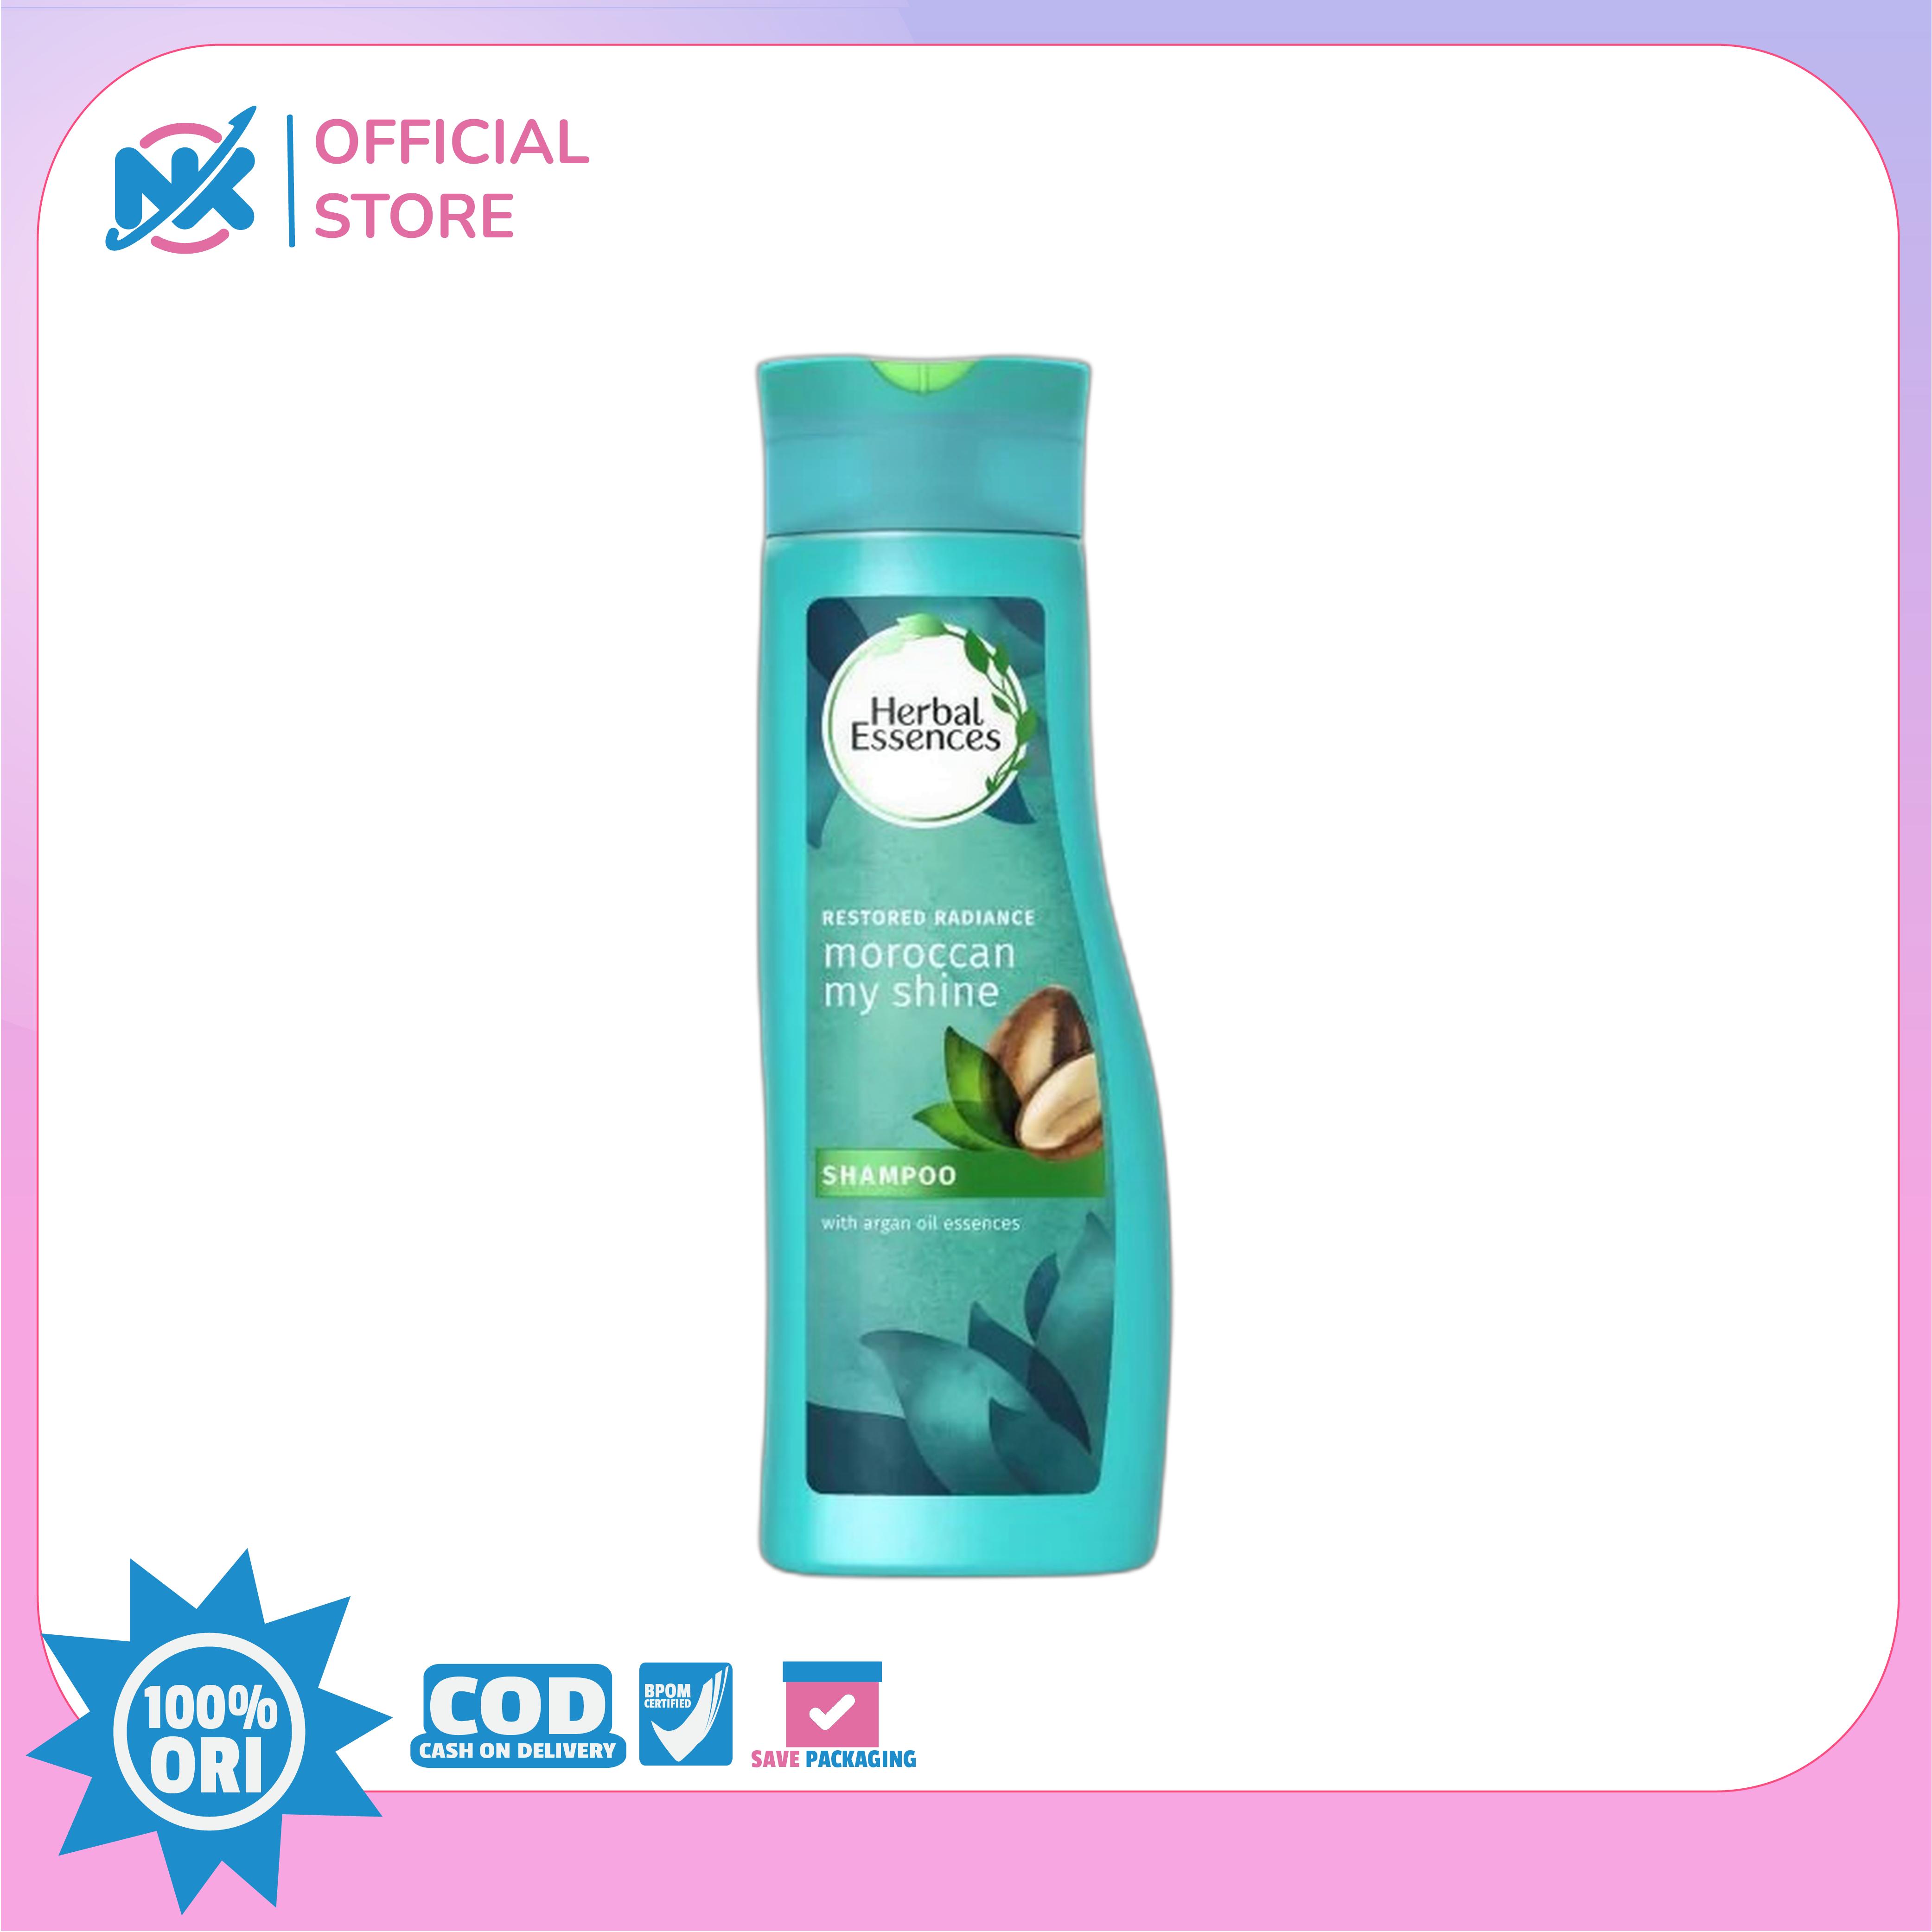 NK
OFFICIAL
STORE
Herbal
Essences
RESTORED RADIANCE
moroccan
my shine
SHAMPOO
with argan oil essences
100%
ORI
COD
CASH ON DELIVERY
BPOM
CERTIFIED
SAVE PACKAGING